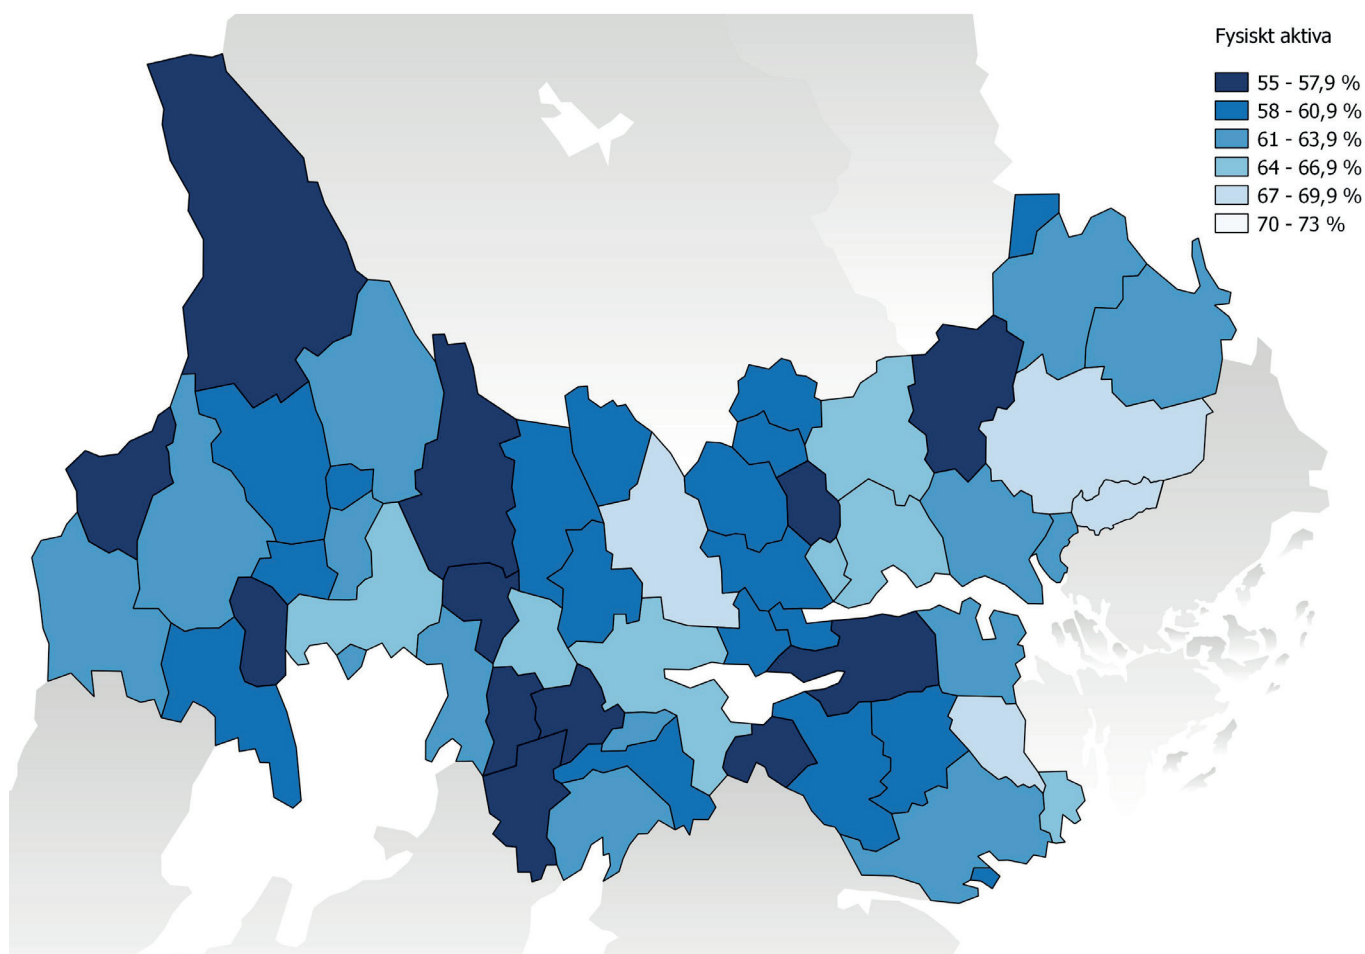 Fysiskt aktiva
55 - 57,9 %
58 - 60,9 %
61 - 63,9 %
64 - 66,9 %
67 - 69,9 %
70 - 73 %